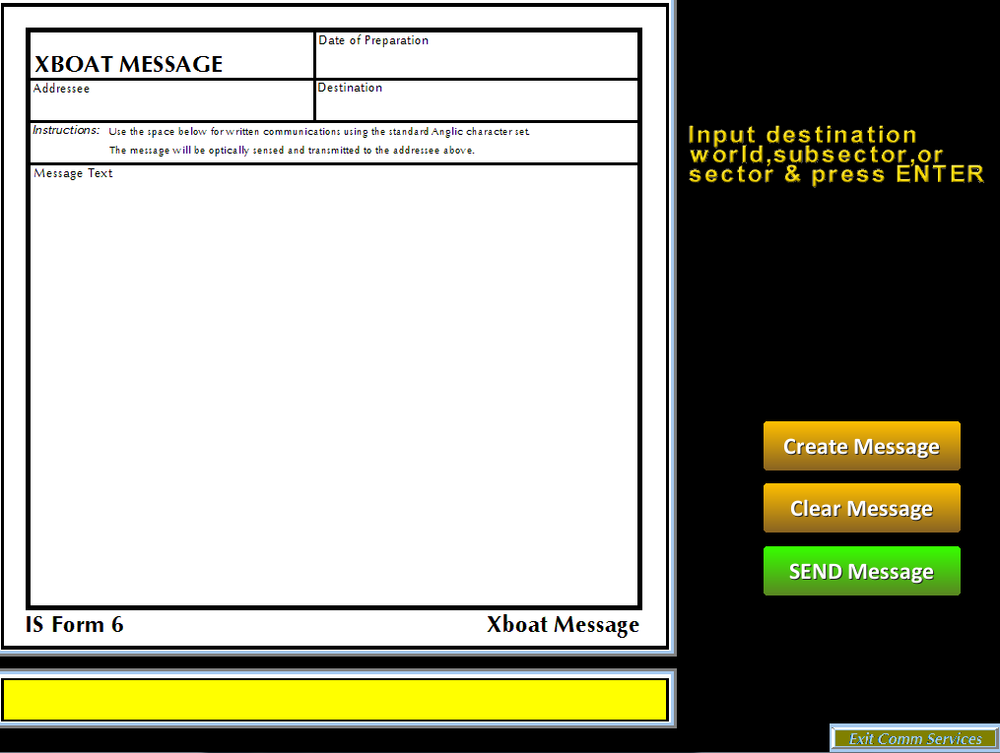 XBOAT MESSAGE
Date of Preparation
Addressee
Destination
Instructions: Use the space below for written communications using the standard Anglic character set.
The message will be optically sensed and transmitted to the addressee above.
Message Text
IS Form 6
Xboat Message
Input destination
world,subsector,or
sector & press ENTER
Create Message
Clear Message
SEND Message
Exit Comm Services